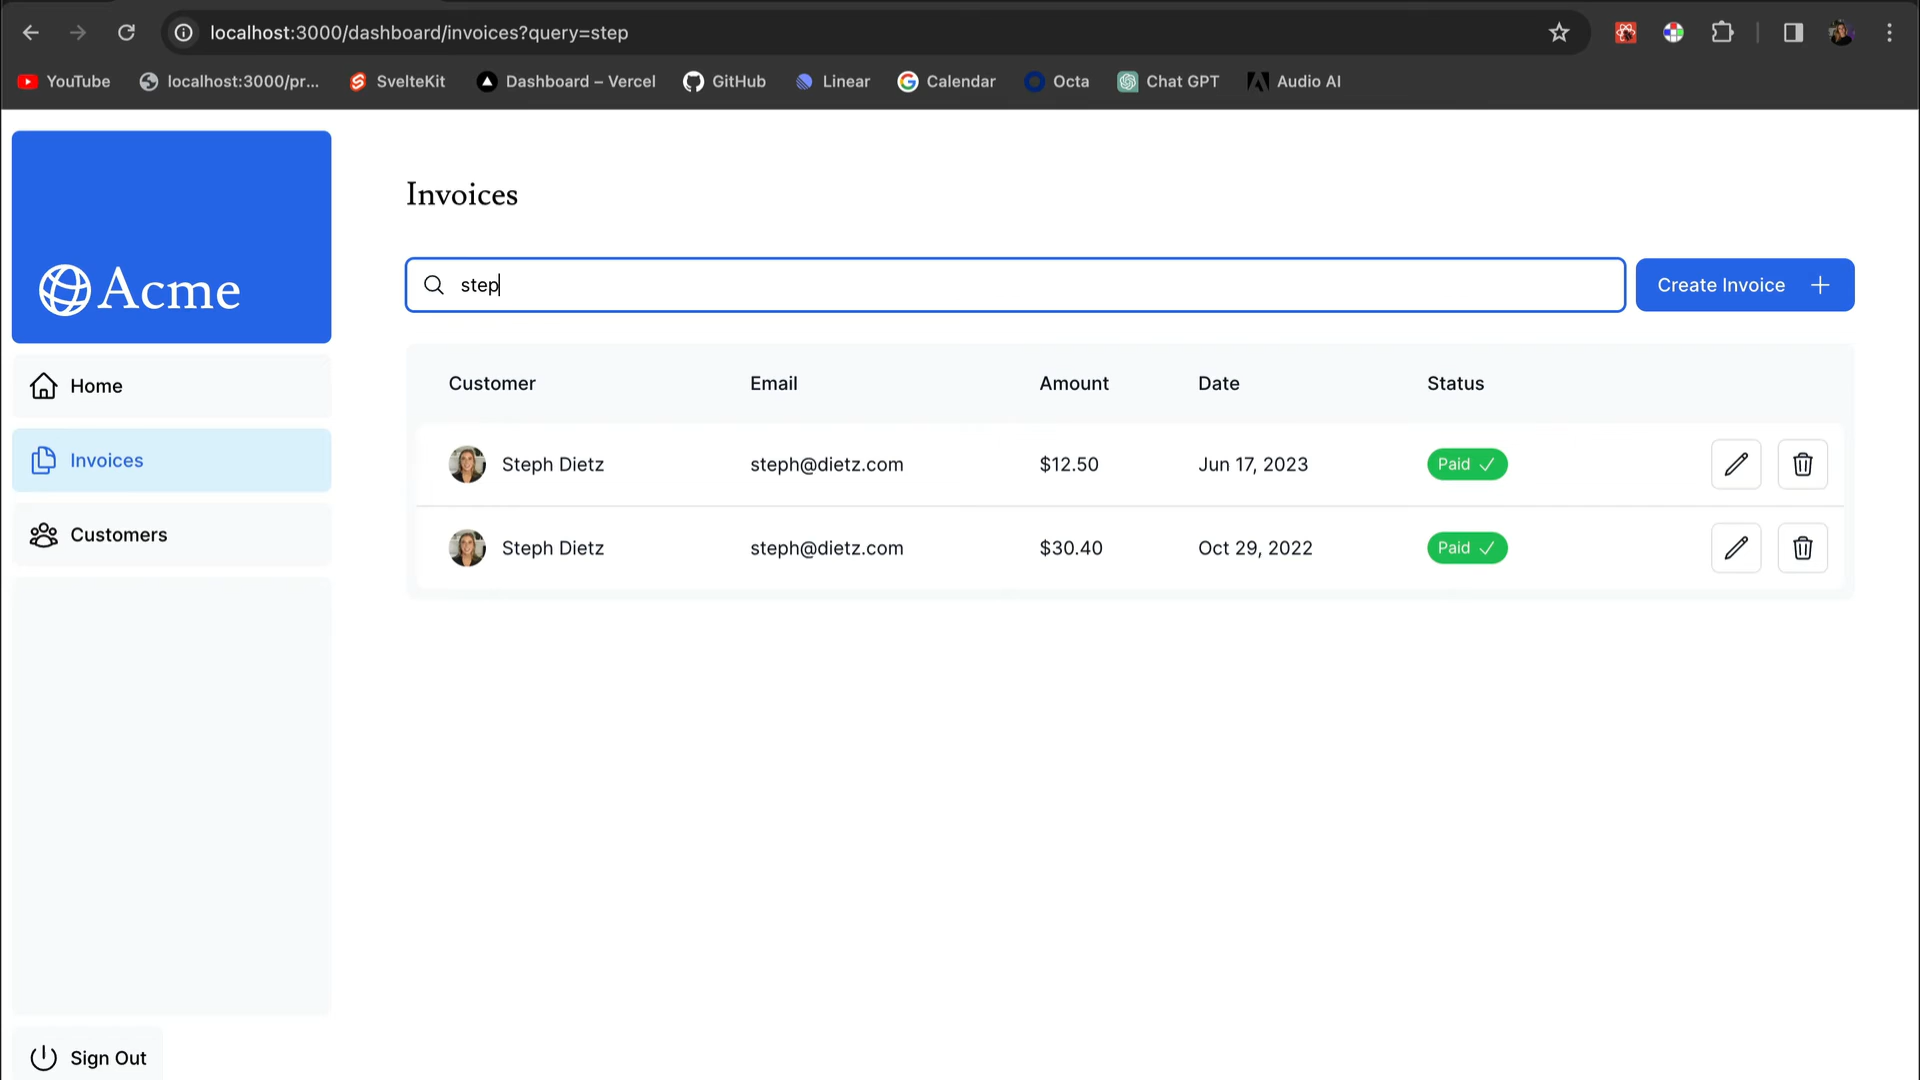 localhost:3000/dashboard/invoices?query=step
YouTube localhost:3000/pr... SvelteKit Dashboard – Vercel GitHub Linear Calendar Octa Chat GPT Audio AI
Acme
Home
Invoices
Customers
Sign Out
Invoices
step
Create Invoice
Customer Email Amount Date Status
Steph Dietz steph@dietz.com $12.50 Jun 17, 2023 Paid
Steph Dietz steph@dietz.com $30.40 Oct 29, 2022 Paid